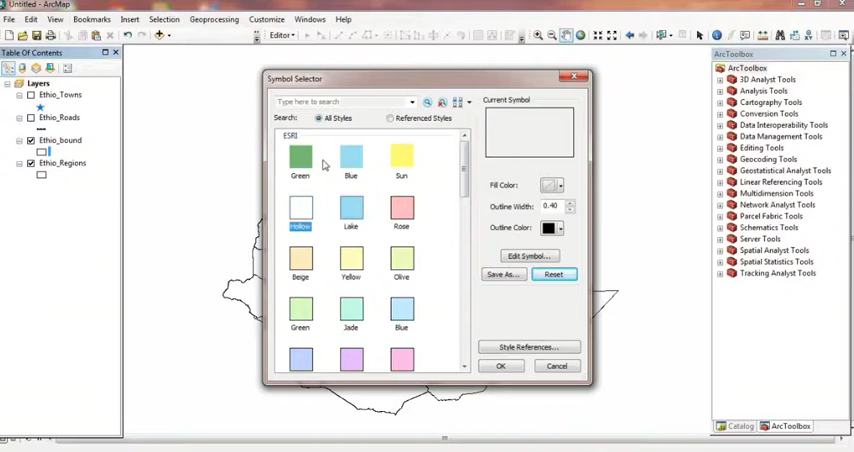 Untitled - ArcMap
File Edit View Bookmarks Insert Selection Geoprocessing Customize Windows Help
Editor
Table Of Contents
Layers
Ethio_Towns
Ethio_Roads
Ethio_bound
Ethio_Regions
Symbol Selector
Type here to search
Search: All Styles Referenced Styles
ESRI
Green Blue Sun
Hollow Lake Rose
Beige Yellow Olive
Green Jade Blue
Current Symbol
Fill Color:
Outline Width: 0.40
Outline Color:
Edit Symbol...
Save As... Reset
Style References...
OK Cancel
ArcToolbox
ArcToolbox
3D Analyst Tools
Analysis Tools
Cartography Tools
Conversion Tools
Data Interoperability Tools
Data Management Tools
Editing Tools
Geocoding Tools
Geostatistical Analyst Tools
Linear Referencing Tools
Multidimension Tools
Network Analyst Tools
Parcel Fabric Tools
Schematics Tools
Server Tools
Spatial Analyst Tools
Spatial Statistics Tools
Tracking Analyst Tools
Catalog ArcToolbox